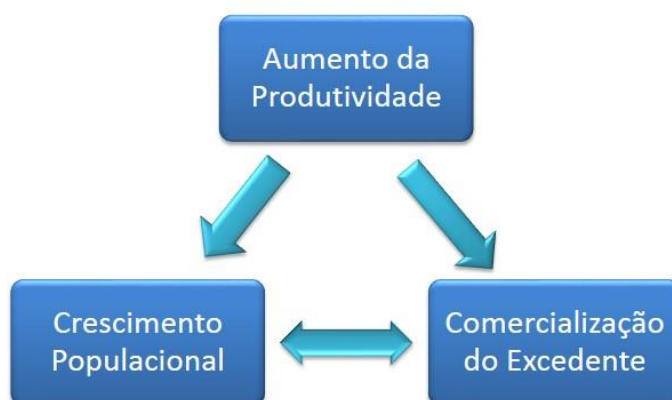 Aumento da
Produtividade
Crescimento
Populacional
Comercialização
do Excedente